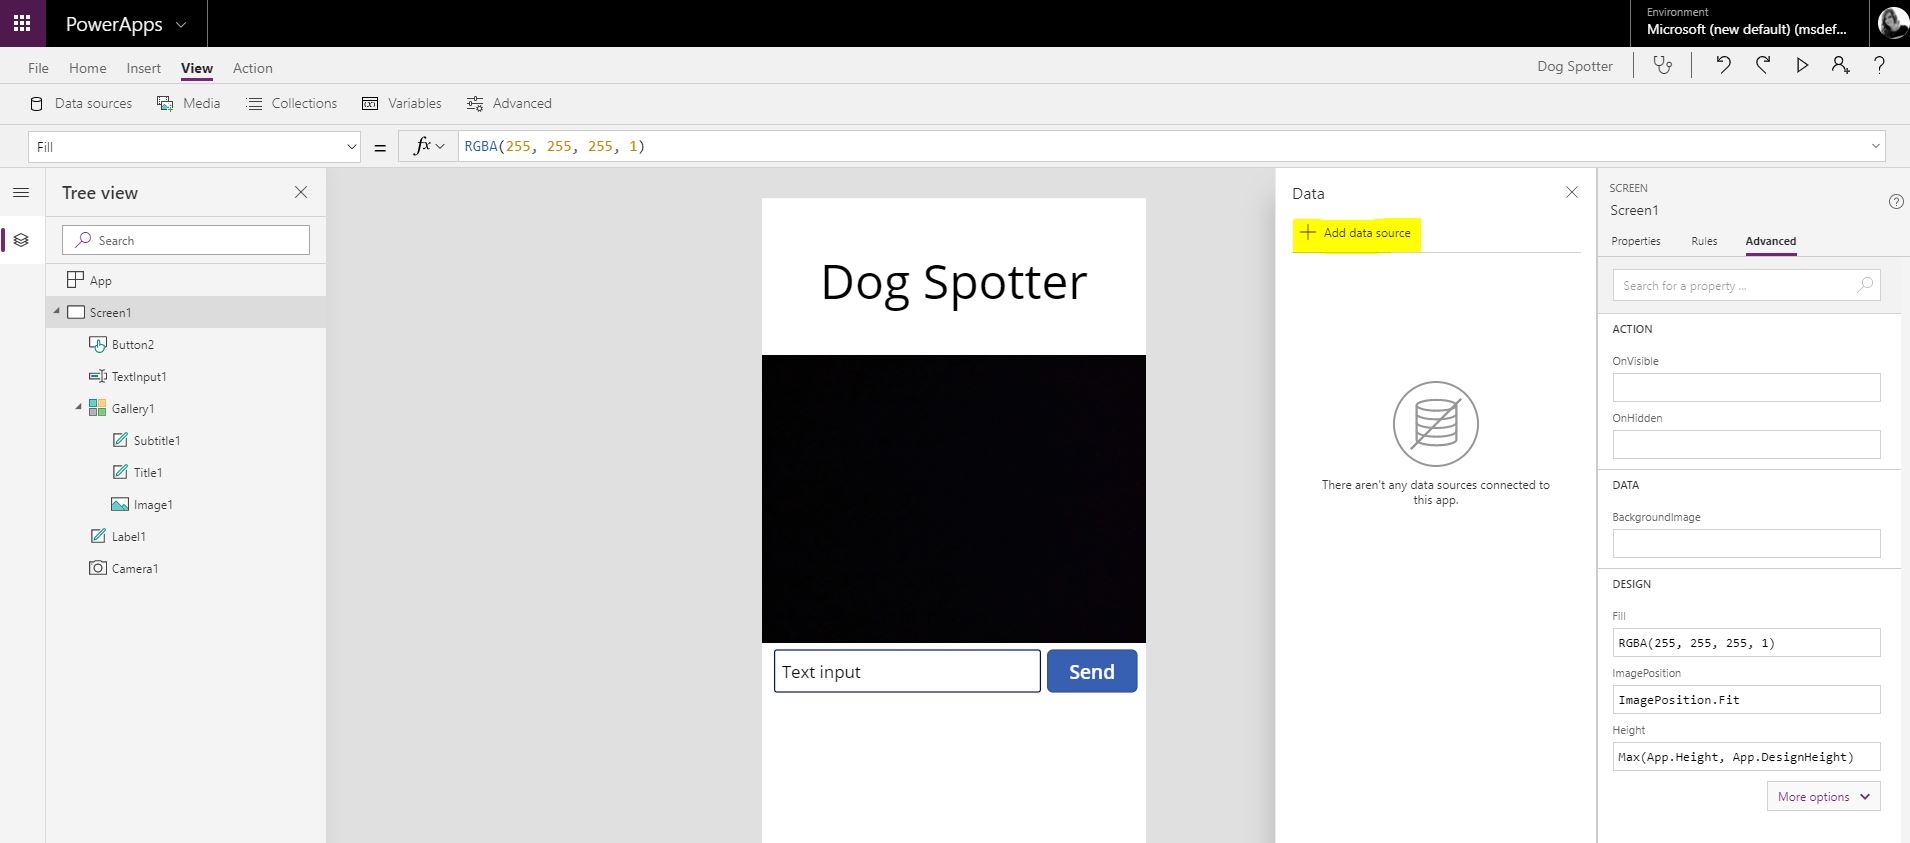 PowerApps
Environment
Microsoft (new default) (msdef...
File Home Insert View Action
Dog Spotter
Data sources Media Collections Variables Advanced
Fill = fx RGBA(255, 255, 255, 1)
Tree view
Search
App
Screen1
Button2
TextInput1
Gallery1
Subtitle1
Title1
Image1
Label1
Camera1
Dog Spotter
Text input
Send
Data
Add data source
There aren't any data sources connected to
this app.
SCREEN
Screen1
Properties Rules Advanced
Search for a property ...
ACTION
OnVisible
OnHidden
DATA
BackgroundImage
DESIGN
Fill
RGBA(255, 255, 255, 1)
ImagePosition
ImagePosition.Fit
Height
Max(App.Height, App.DesignHeight)
More options